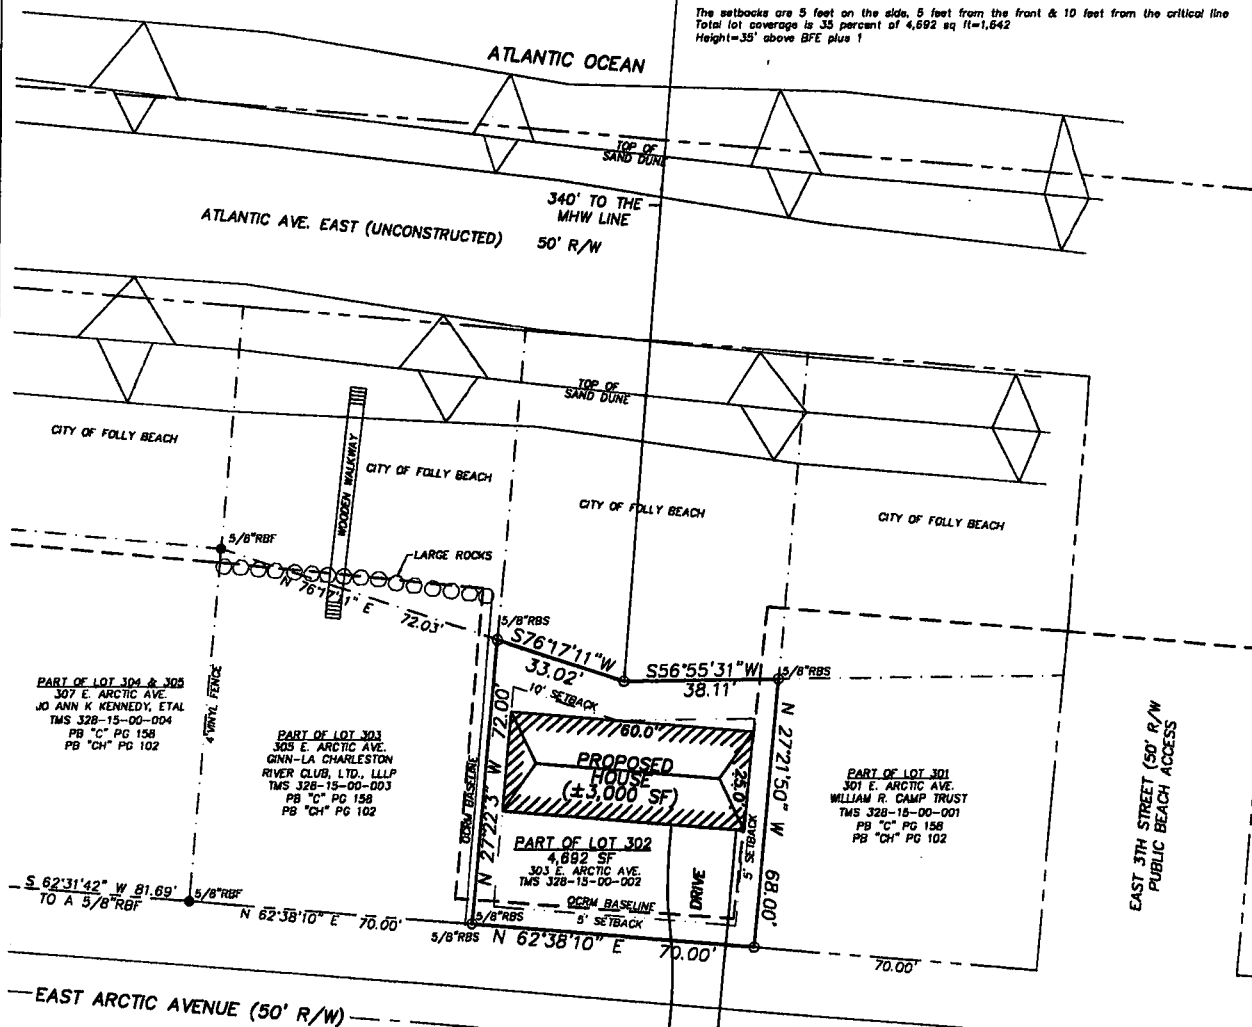 The setbacks are 5 feet on the side, 5 feet from the front & 10 feet from the critical line
Total lot coverage is 35 percent of 4,692 sq ft=1,642
Height=35' above BFE plus 1
ATLANTIC OCEAN
TOP OF
SAND DUNE
340' TO THE
MHW LINE
ATLANTIC AVE. EAST (UNCONSTRUCTED) 50' R/W
TOP OF
SAND DUNE
CITY OF FOLLY BEACH
WOODEN WALKWAY
CITY OF FOLLY BEACH
CITY OF FOLLY BEACH
CITY OF FOLLY BEACH
5/8"RBF
LARGE ROCKS
N 76°17'11" E
72.03'
5/8"RBS
S76°17'11"W
33.02'
S56°55'31"W
38.11'
5/8"RBS
10' SETBACK
60.0'
PROPOSED
HOUSE
(±3,000 SF)
25.0'
5' SETBACK
PART OF LOT 304 & 305
307 E. ARCTIC AVE.
JO ANN K KENNEDY, ETAL
TMS 328-15-00-004
PB "C" PG 158
PB "CH" PG 102
4' VINYL FENCE
PART OF LOT 303
305 E. ARCTIC AVE.
GINN-LA CHARLESTON
RIVER CLUB, LTD., LLLP
TMS 328-15-00-003
PB "C" PG 158
PB "CH" PG 102
OCRM BASELINE
N 27°22'3" W 72.00'
N 27°21'50" W 68.00'
PART OF LOT 301
301 E. ARCTIC AVE.
WILLIAM R. CAMP TRUST
TMS 328-15-00-001
PB "C" PG 158
PB "CH" PG 102
EAST 3TH STREET (50' R/W
PUBLIC BEACH ACCESS
PART OF LOT 302
4,692 SF
303 E. ARCTIC AVE.
TMS 328-15-00-002
DRIVE
OCRM BASELINE
5' SETBACK
S 62°31'42" W 81.69'
TO A 5/8"RBF
5/8"RBF
N 62°38'10" E 70.00'
5/8"RBS
5/8"RBS
N 62°38'10" E 70.00'
70.00'
EAST ARCTIC AVENUE (50' R/W)